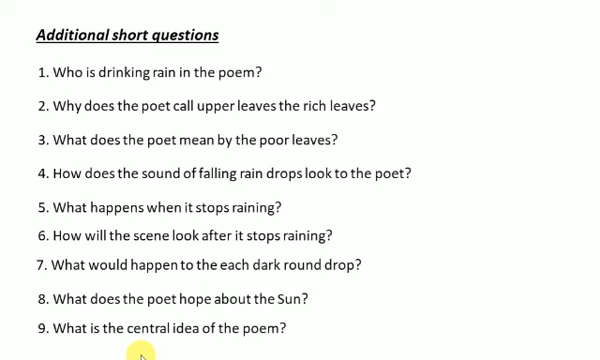 Additional short questions
1. Who is drinking rain in the poem?
2. Why does the poet call upper leaves the rich leaves?
3. What does the poet mean by the poor leaves?
4. How does the sound of falling rain drops look to the poet?
5. What happens when it stops raining?
6. How will the scene look after it stops raining?
7. What would happen to the each dark round drop?
8. What does the poet hope about the Sun?
9. What is the central idea of the poem?